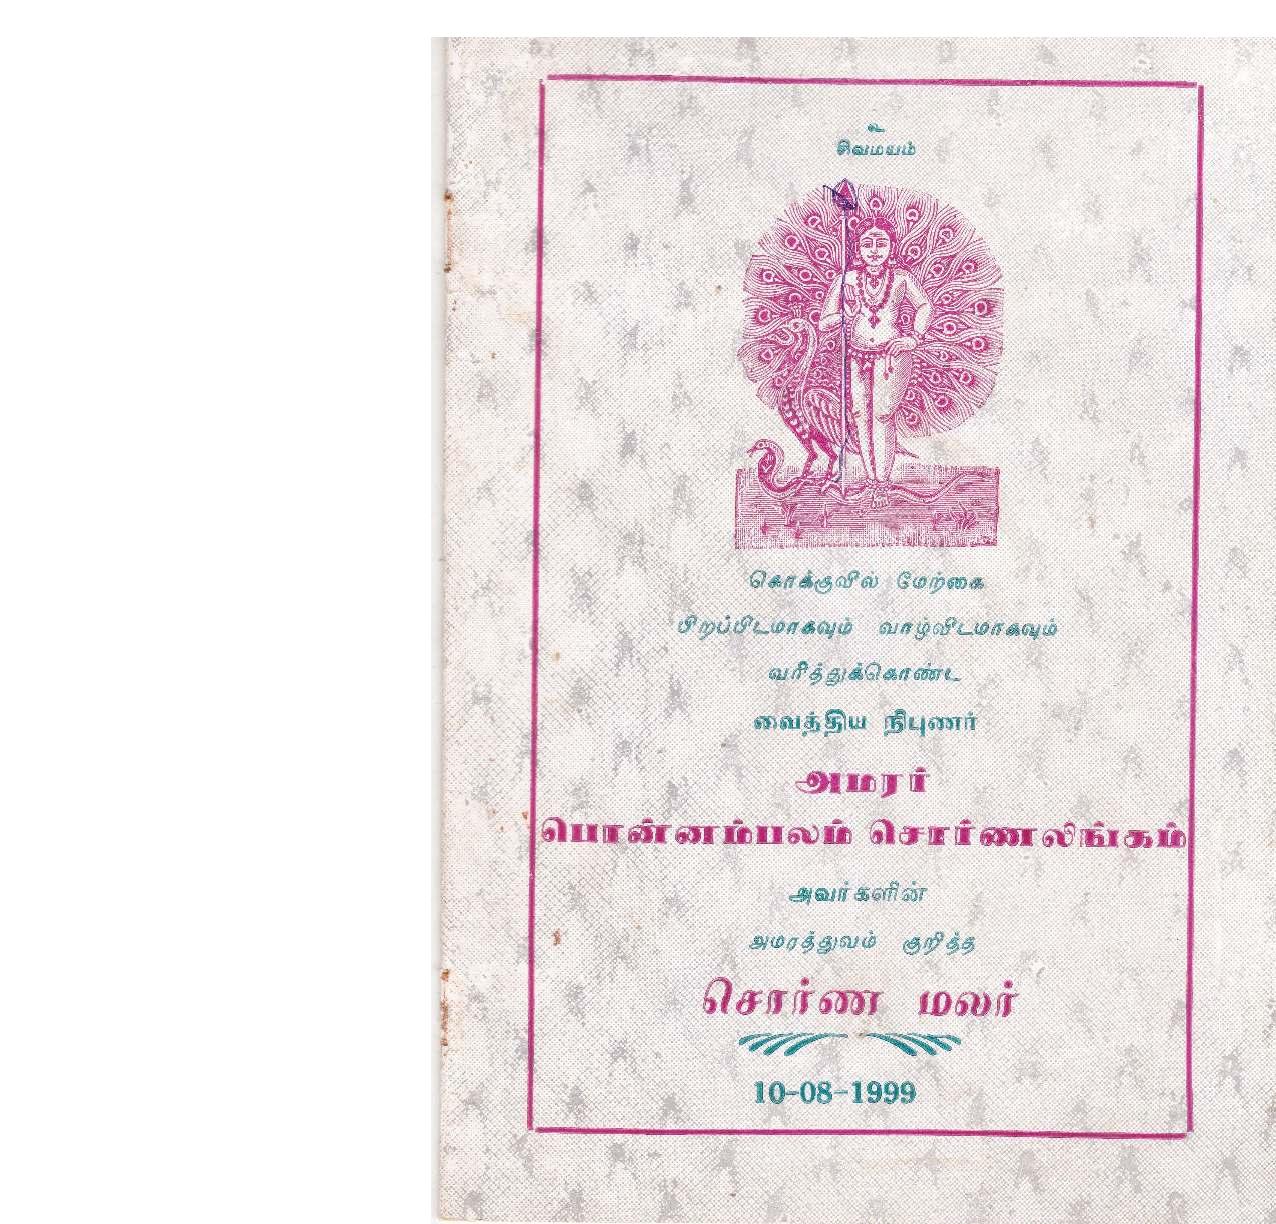 உ
சிவமயம்
கொக்குவில் மேற்கை
பிறப்பிடமாகவும் வாழ்விடமாகவும்
வரித்துக்கொண்ட
வைத்திய நிபுணர்
அமரர்
பொன்னம்பலம் சொர்ணலிங்கம்
அவர்களின்
அமரத்துவம் குறித்த
சொர்ண மலர்
10-08-1999